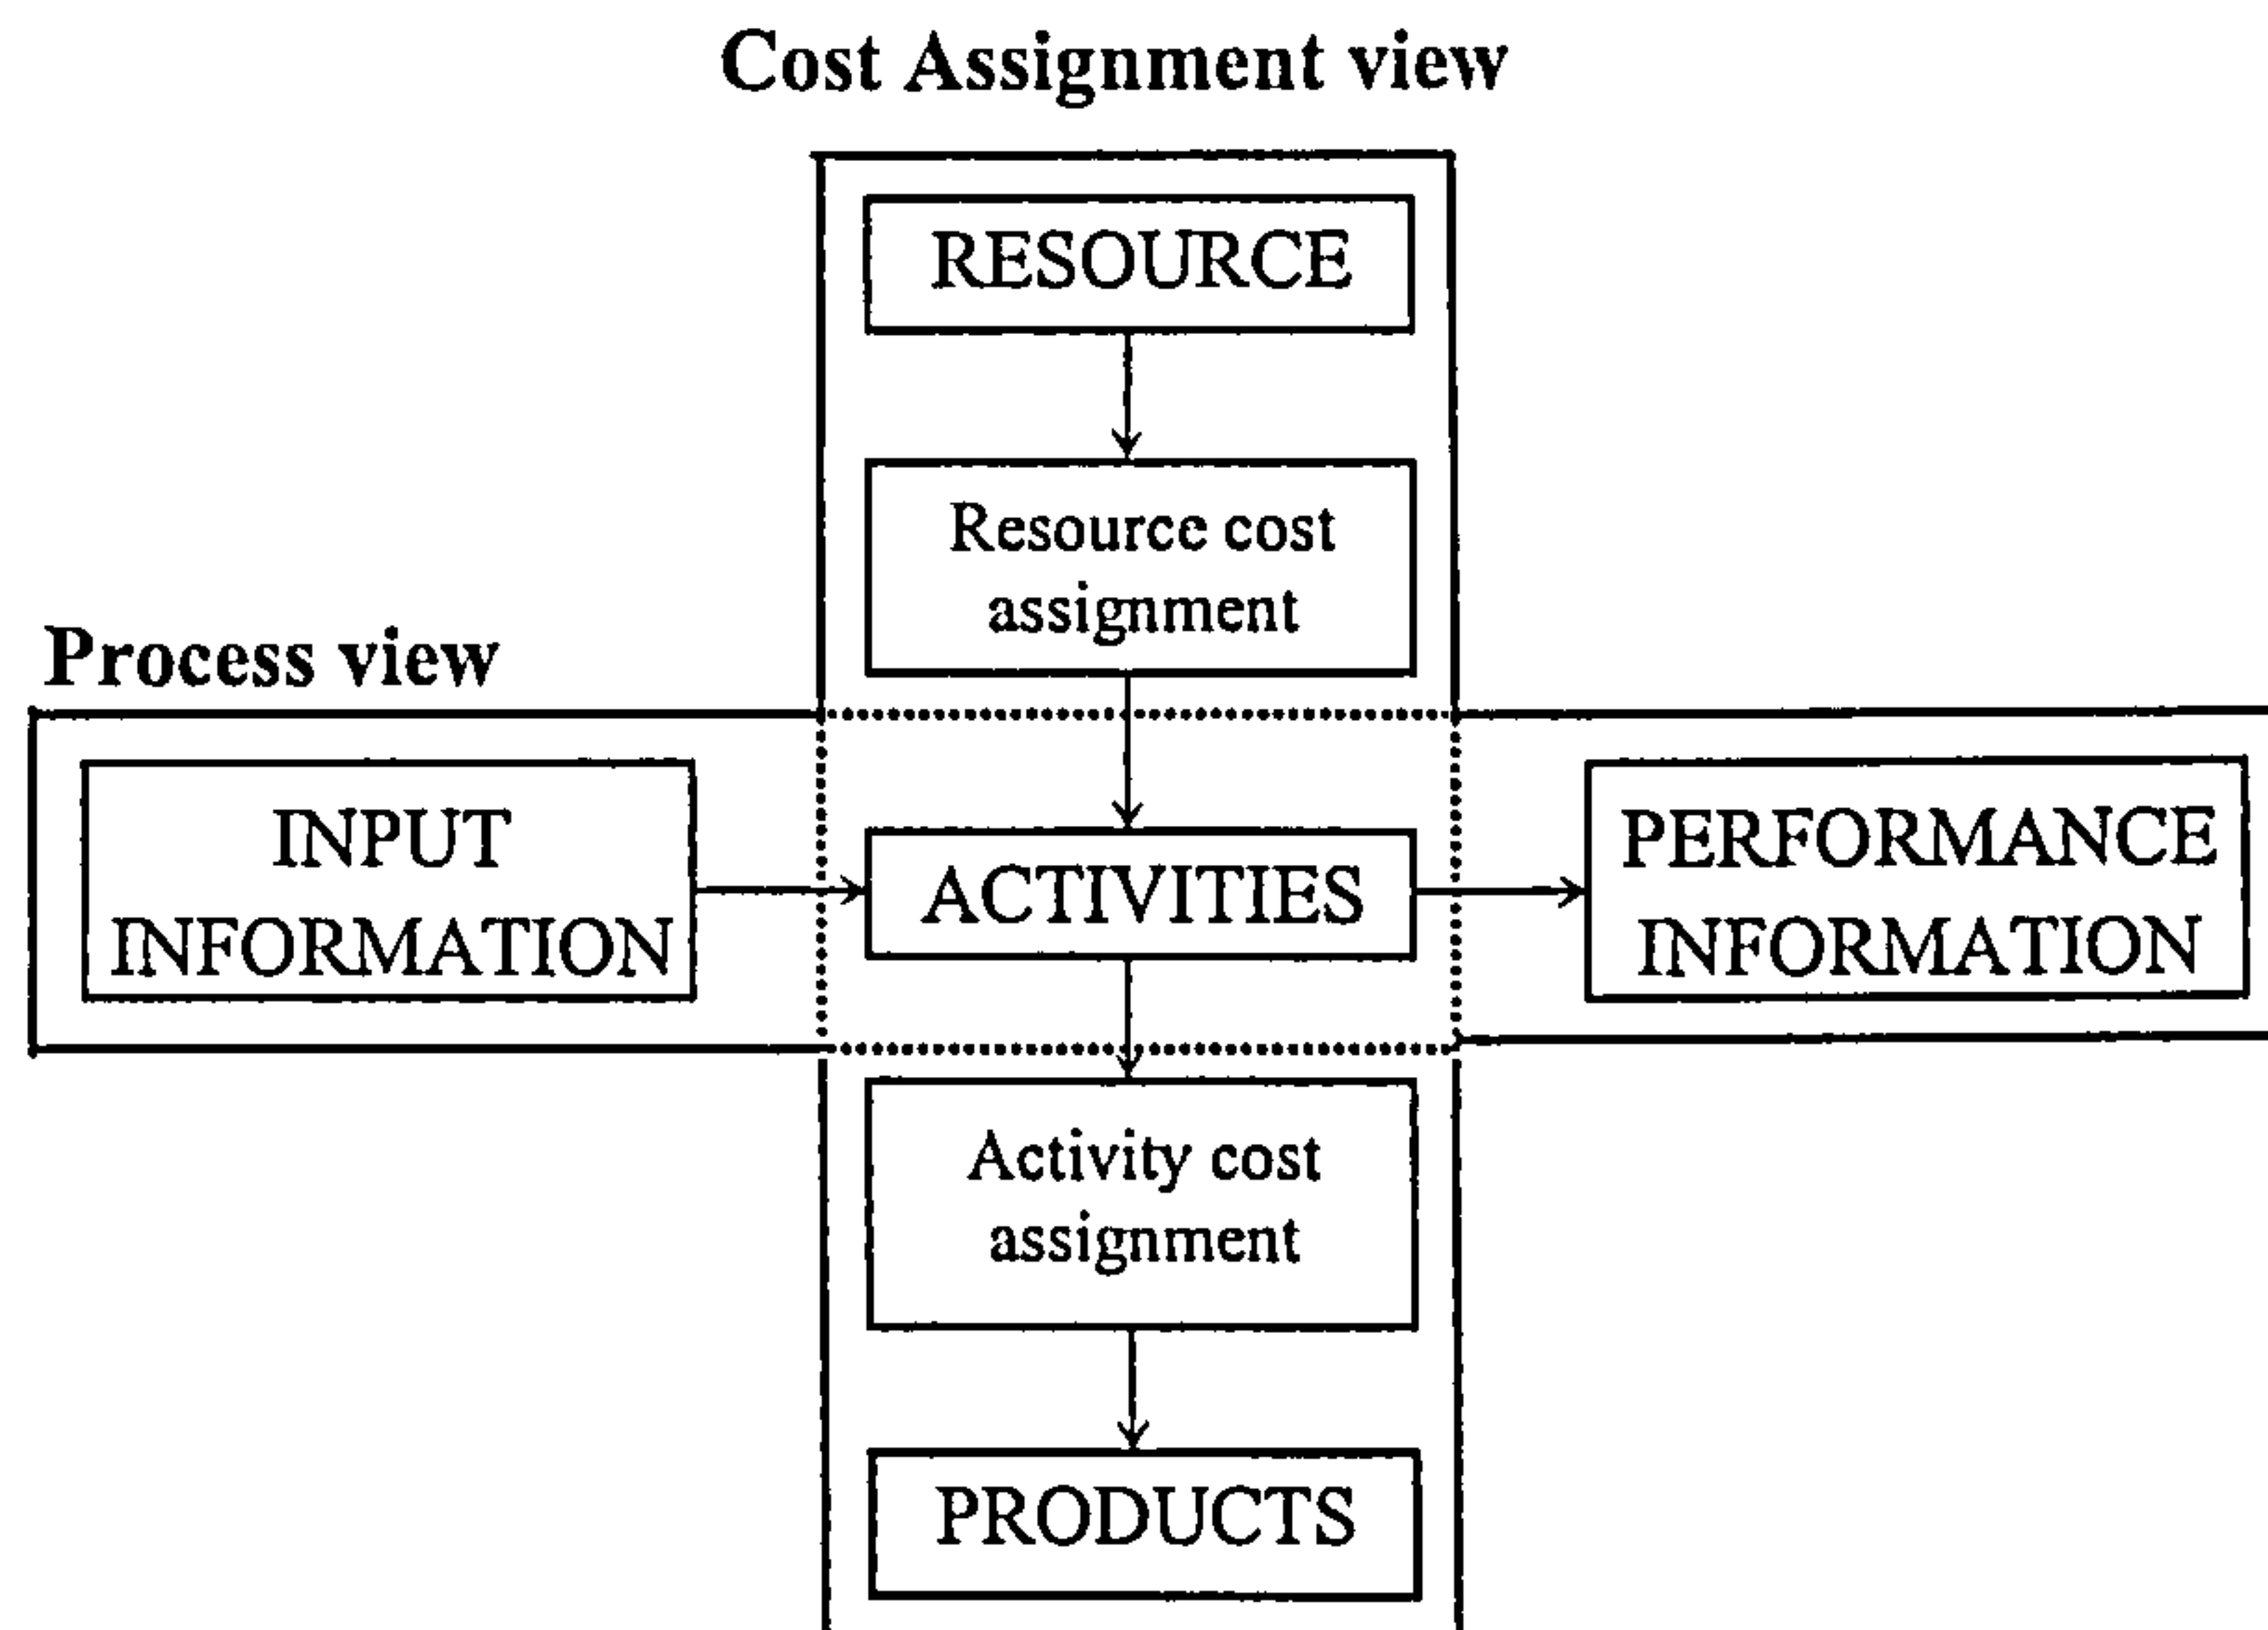 Cost Assignment view
RESOURCE
Resource cost
assignment
Process view
INPUT
INFORMATION
ACTIVITIES
PERFORMANCE
INFORMATION
Activity cost
assignment
PRODUCTS